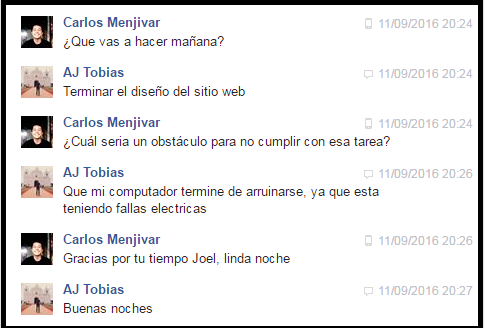 Carlos Menjivar 11/09/2016 20:24
¿Que vas a hacer mañana?
AJ Tobias 11/09/2016 20:24
Terminar el diseño del sitio web
Carlos Menjivar 11/09/2016 20:24
¿Cuál seria un obstáculo para no cumplir con esa tarea?
AJ Tobias 11/09/2016 20:26
Que mi computador termine de arruinarse, ya que esta
teniendo fallas electricas
Carlos Menjivar 11/09/2016 20:26
Gracias por tu tiempo Joel, linda noche
AJ Tobias 11/09/2016 20:27
Buenas noches